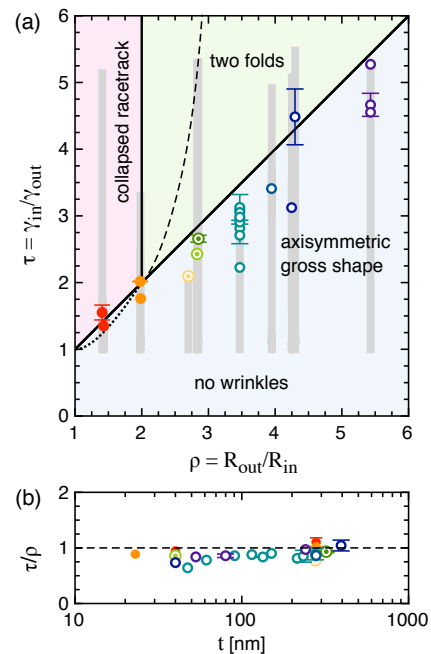 (a)
6
5
4
3
2
1
0
τ = γin/γout
collapsed racetrack
two folds
axisymmetric
gross shape
no wrinkles
1 2 3 4 5 6
ρ = Rout/Rin
(b)
2
1
0
τ/ρ
10 100 1000
t [nm]